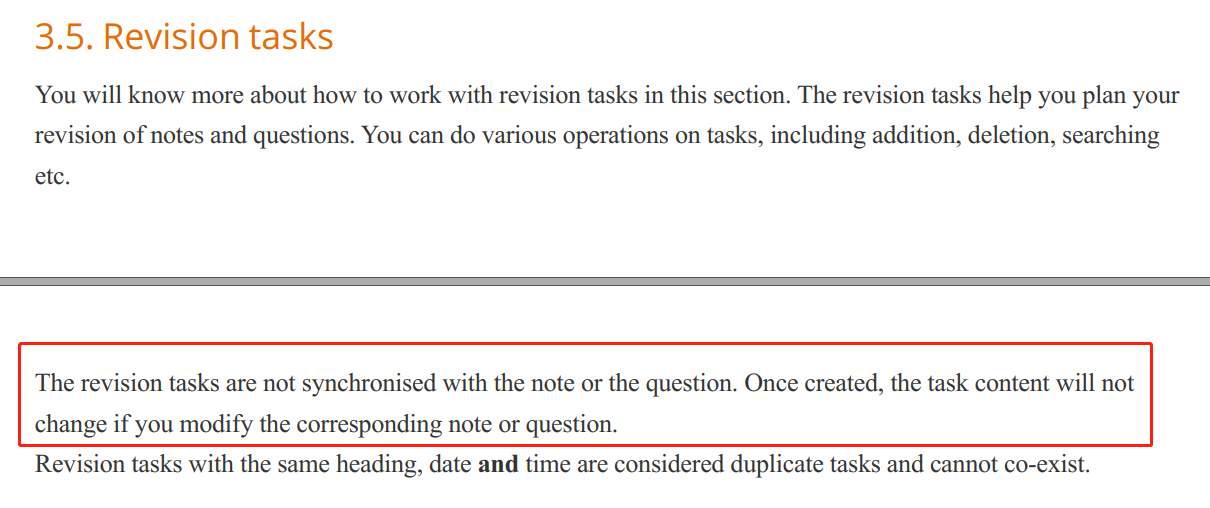 3.5. Revision tasks
You will know more about how to work with revision tasks in this section. The revision tasks help you plan your
revision of notes and questions. You can do various operations on tasks, including addition, deletion, searching
etc.
The revision tasks are not synchronised with the note or the question. Once created, the task content will not
change if you modify the corresponding note or question.
Revision tasks with the same heading, date and time are considered duplicate tasks and cannot co-exist.